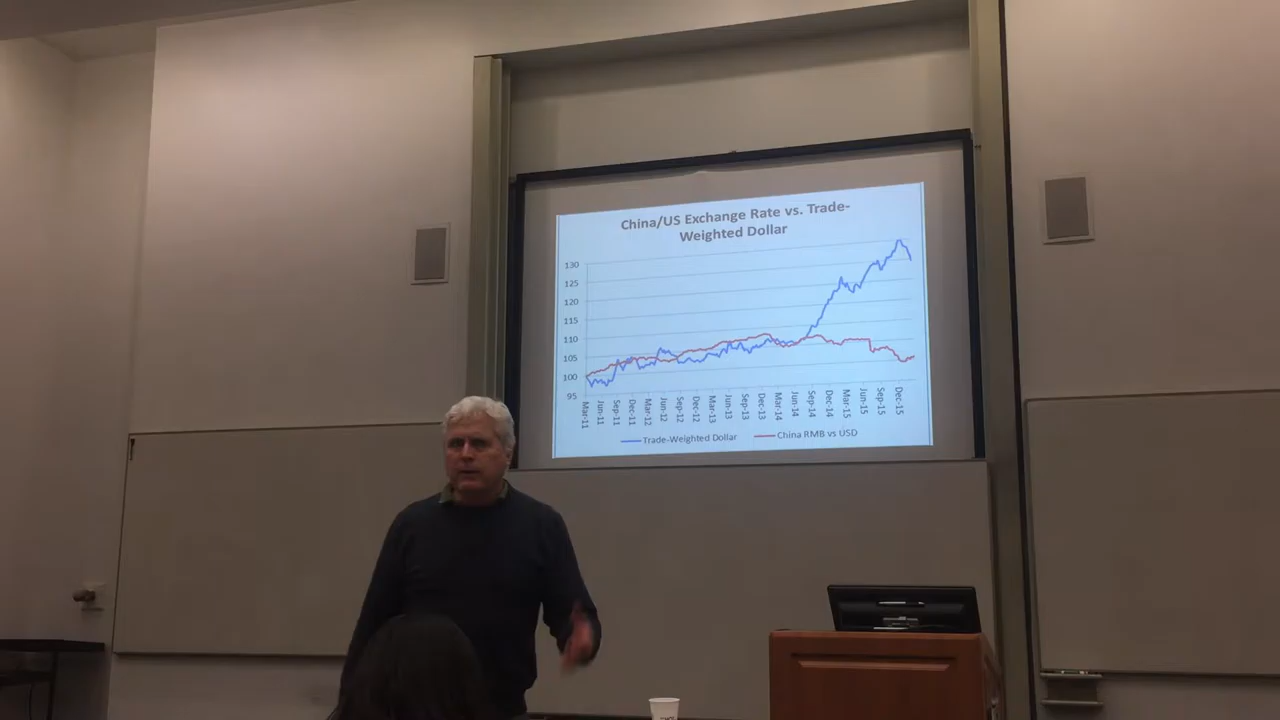 China/US Exchange Rate vs. Trade-
Weighted Dollar
130
125
120
115
110
105
100
95
Mar-11
Jun-11
Sep-11
Dec-11
Mar-12
Jun-12
Sep-12
Dec-12
Mar-13
Jun-13
Sep-13
Dec-13
Mar-14
Jun-14
Sep-14
Dec-14
Mar-15
Jun-15
Sep-15
Dec-15
Trade-Weighted Dollar
China RMB vs USD